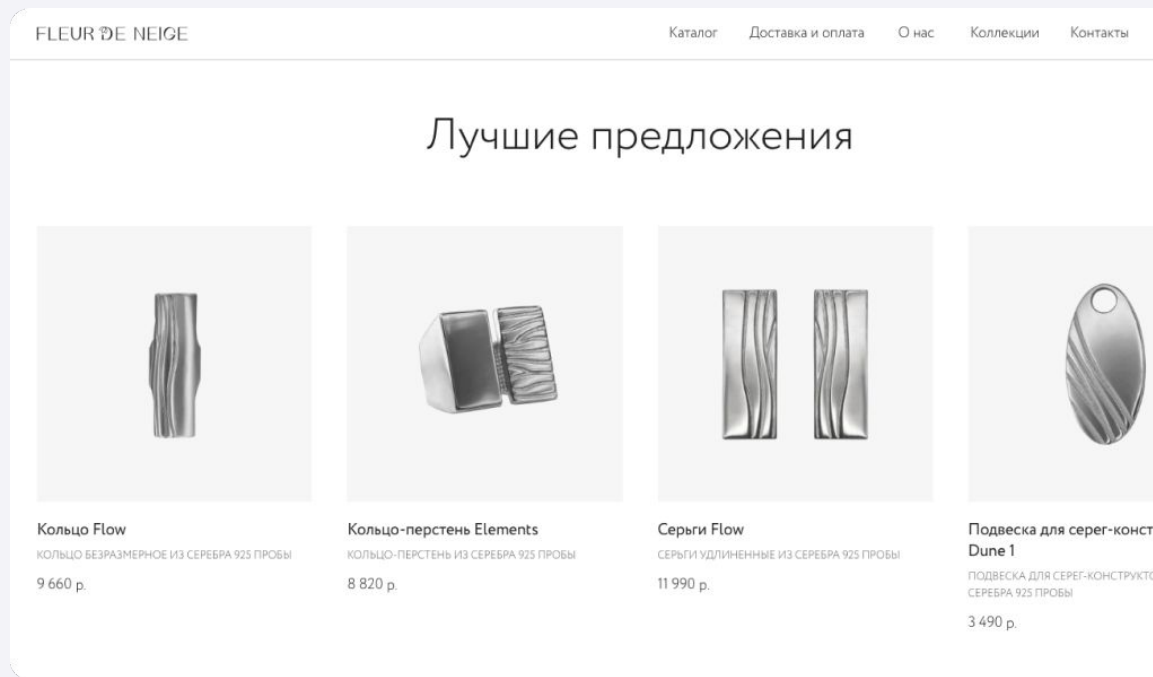 FLEUR DE NEIGE
Каталог Доставка и оплата О нас Коллекции Контакты
Лучшие предложения
Кольцо Flow
КОЛЬЦО БЕЗРАЗМЕРНОЕ ИЗ СЕРЕБРА 925 ПРОБЫ
9 660 р.
Кольцо-перстень Elements
КОЛЬЦО-ПЕРСТЕНЬ ИЗ СЕРЕБРА 925 ПРОБЫ
8 820 р.
Серьги Flow
СЕРЬГИ УДЛИНЕННЫЕ ИЗ СЕРЕБРА 925 ПРОБЫ
11 990 р.
Подвеска для серег-конст
Dune 1
ПОДВЕСКА ДЛЯ СЕРЕГ-КОНСТРУКТО
СЕРЕБРА 925 ПРОБЫ
3 490 р.